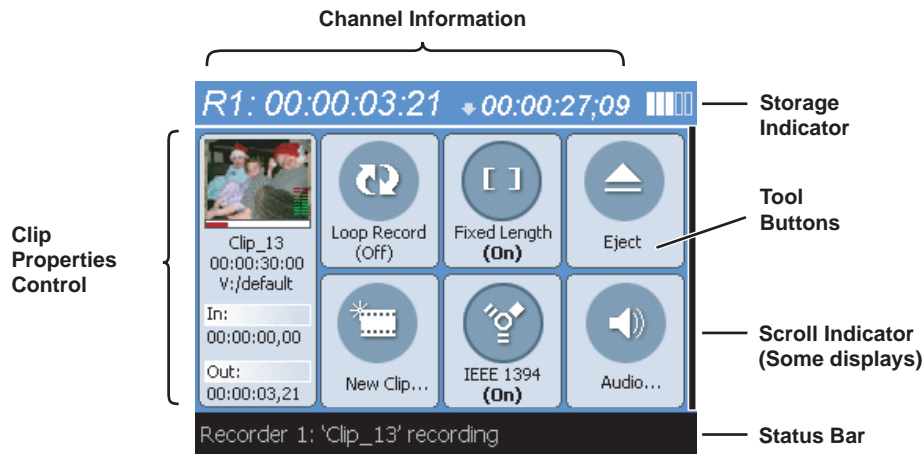 Channel Information
R1: 00:00:03:21 00:00:27;09
Storage
Indicator
Clip
Properties
Control
Clip_13
00:00:30:00
V:/default
In:
00:00:00,00
Out:
00:00:03,21
Loop Record
(Off)
Fixed Length
(On)
Eject
Tool
Buttons
New Clip...
IEEE 1394
(On)
Audio...
Scroll Indicator
(Some displays)
Recorder 1: 'Clip_13' recording
Status Bar